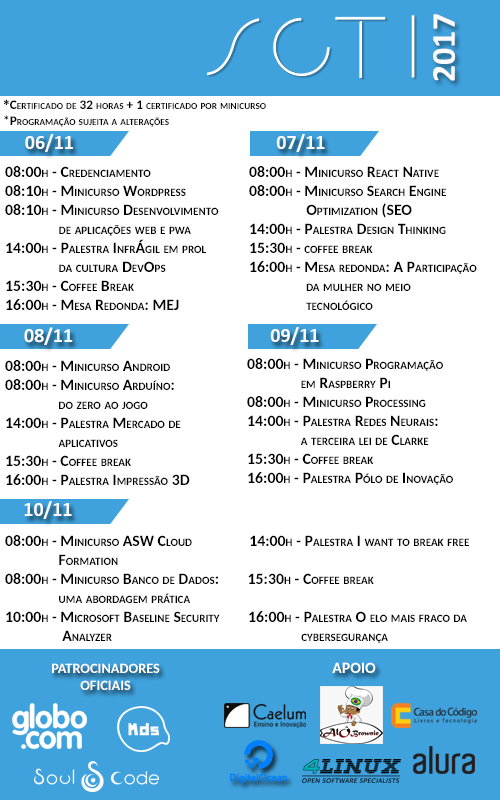 SCTI
2017
*Certificado de 32 horas + 1 certificado por minicurso
*Programação sujeita a alterações
06/11
08:00h - Credenciamento
08:10h - Minicurso Wordpress
08:10h - Minicurso Desenvolvimento
de aplicações web e pwa
14:00h - Palestra InfrÁgil em prol
da cultura DevOps
15:30h - Coffee Break
16:00h - Mesa Redonda: MEJ
07/11
08:00h - Minicurso React Native
08:00h - Minicurso Search Engine
Optimization (SEO
14:00h - Palestra Design Thinking
15:30h - coffee break
16:00h - Mesa redonda: A Participação
da mulher no meio
tecnológico
08/11
08:00h - Minicurso Android
08:00h - Minicurso Arduíno:
do zero ao jogo
14:00h - Palestra Mercado de
aplicativos
15:30h - Coffee break
16:00h - Palestra Impressão 3D
09/11
08:00h - Minicurso Programação
em Raspberry Pi
08:00h - Minicurso Processing
14:00h - Palestra Redes Neurais:
a terceira lei de Clarke
15:30h - Coffee break
16:00h - Palestra Pólo de Inovação
10/11
08:00h - Minicurso ASW Cloud
Formation
08:00h - Minicurso Banco de Dados:
uma abordagem prática
10:00h - Microsoft Baseline Security
Analyzer
14:00h - Palestra I want to break free
15:30h - Coffee break
16:00h - Palestra O elo mais fraco da
cybersegurança
PATROCINADORES
OFICIAIS
globo
.com
Mds
Soul Code
APOIO
Caelum
Ensino e Inovação
Alô Brownie
Casa do Código
Livros e Tecnologia
DigitalOcean
4LINUX
OPEN SOFTWARE SPECIALISTS
alura